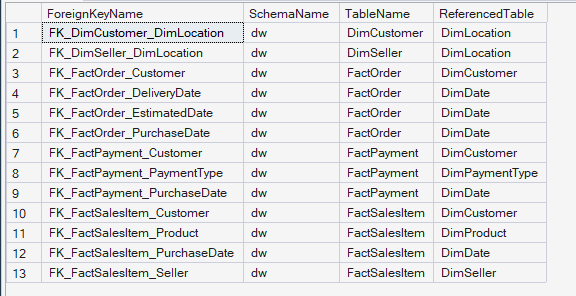 ForeignKeyName SchemaName TableName ReferencedTable
1 FK_DimCustomer_DimLocation dw DimCustomer DimLocation
2 FK_DimSeller_DimLocation dw DimSeller DimLocation
3 FK_FactOrder_Customer dw FactOrder DimCustomer
4 FK_FactOrder_DeliveryDate dw FactOrder DimDate
5 FK_FactOrder_EstimatedDate dw FactOrder DimDate
6 FK_FactOrder_PurchaseDate dw FactOrder DimDate
7 FK_FactPayment_Customer dw FactPayment DimCustomer
8 FK_FactPayment_PaymentType dw FactPayment DimPaymentType
9 FK_FactPayment_PurchaseDate dw FactPayment DimDate
10 FK_FactSalesItem_Customer dw FactSalesItem DimCustomer
11 FK_FactSalesItem_Product dw FactSalesItem DimProduct
12 FK_FactSalesItem_PurchaseDate dw FactSalesItem DimDate
13 FK_FactSalesItem_Seller dw FactSalesItem DimSeller